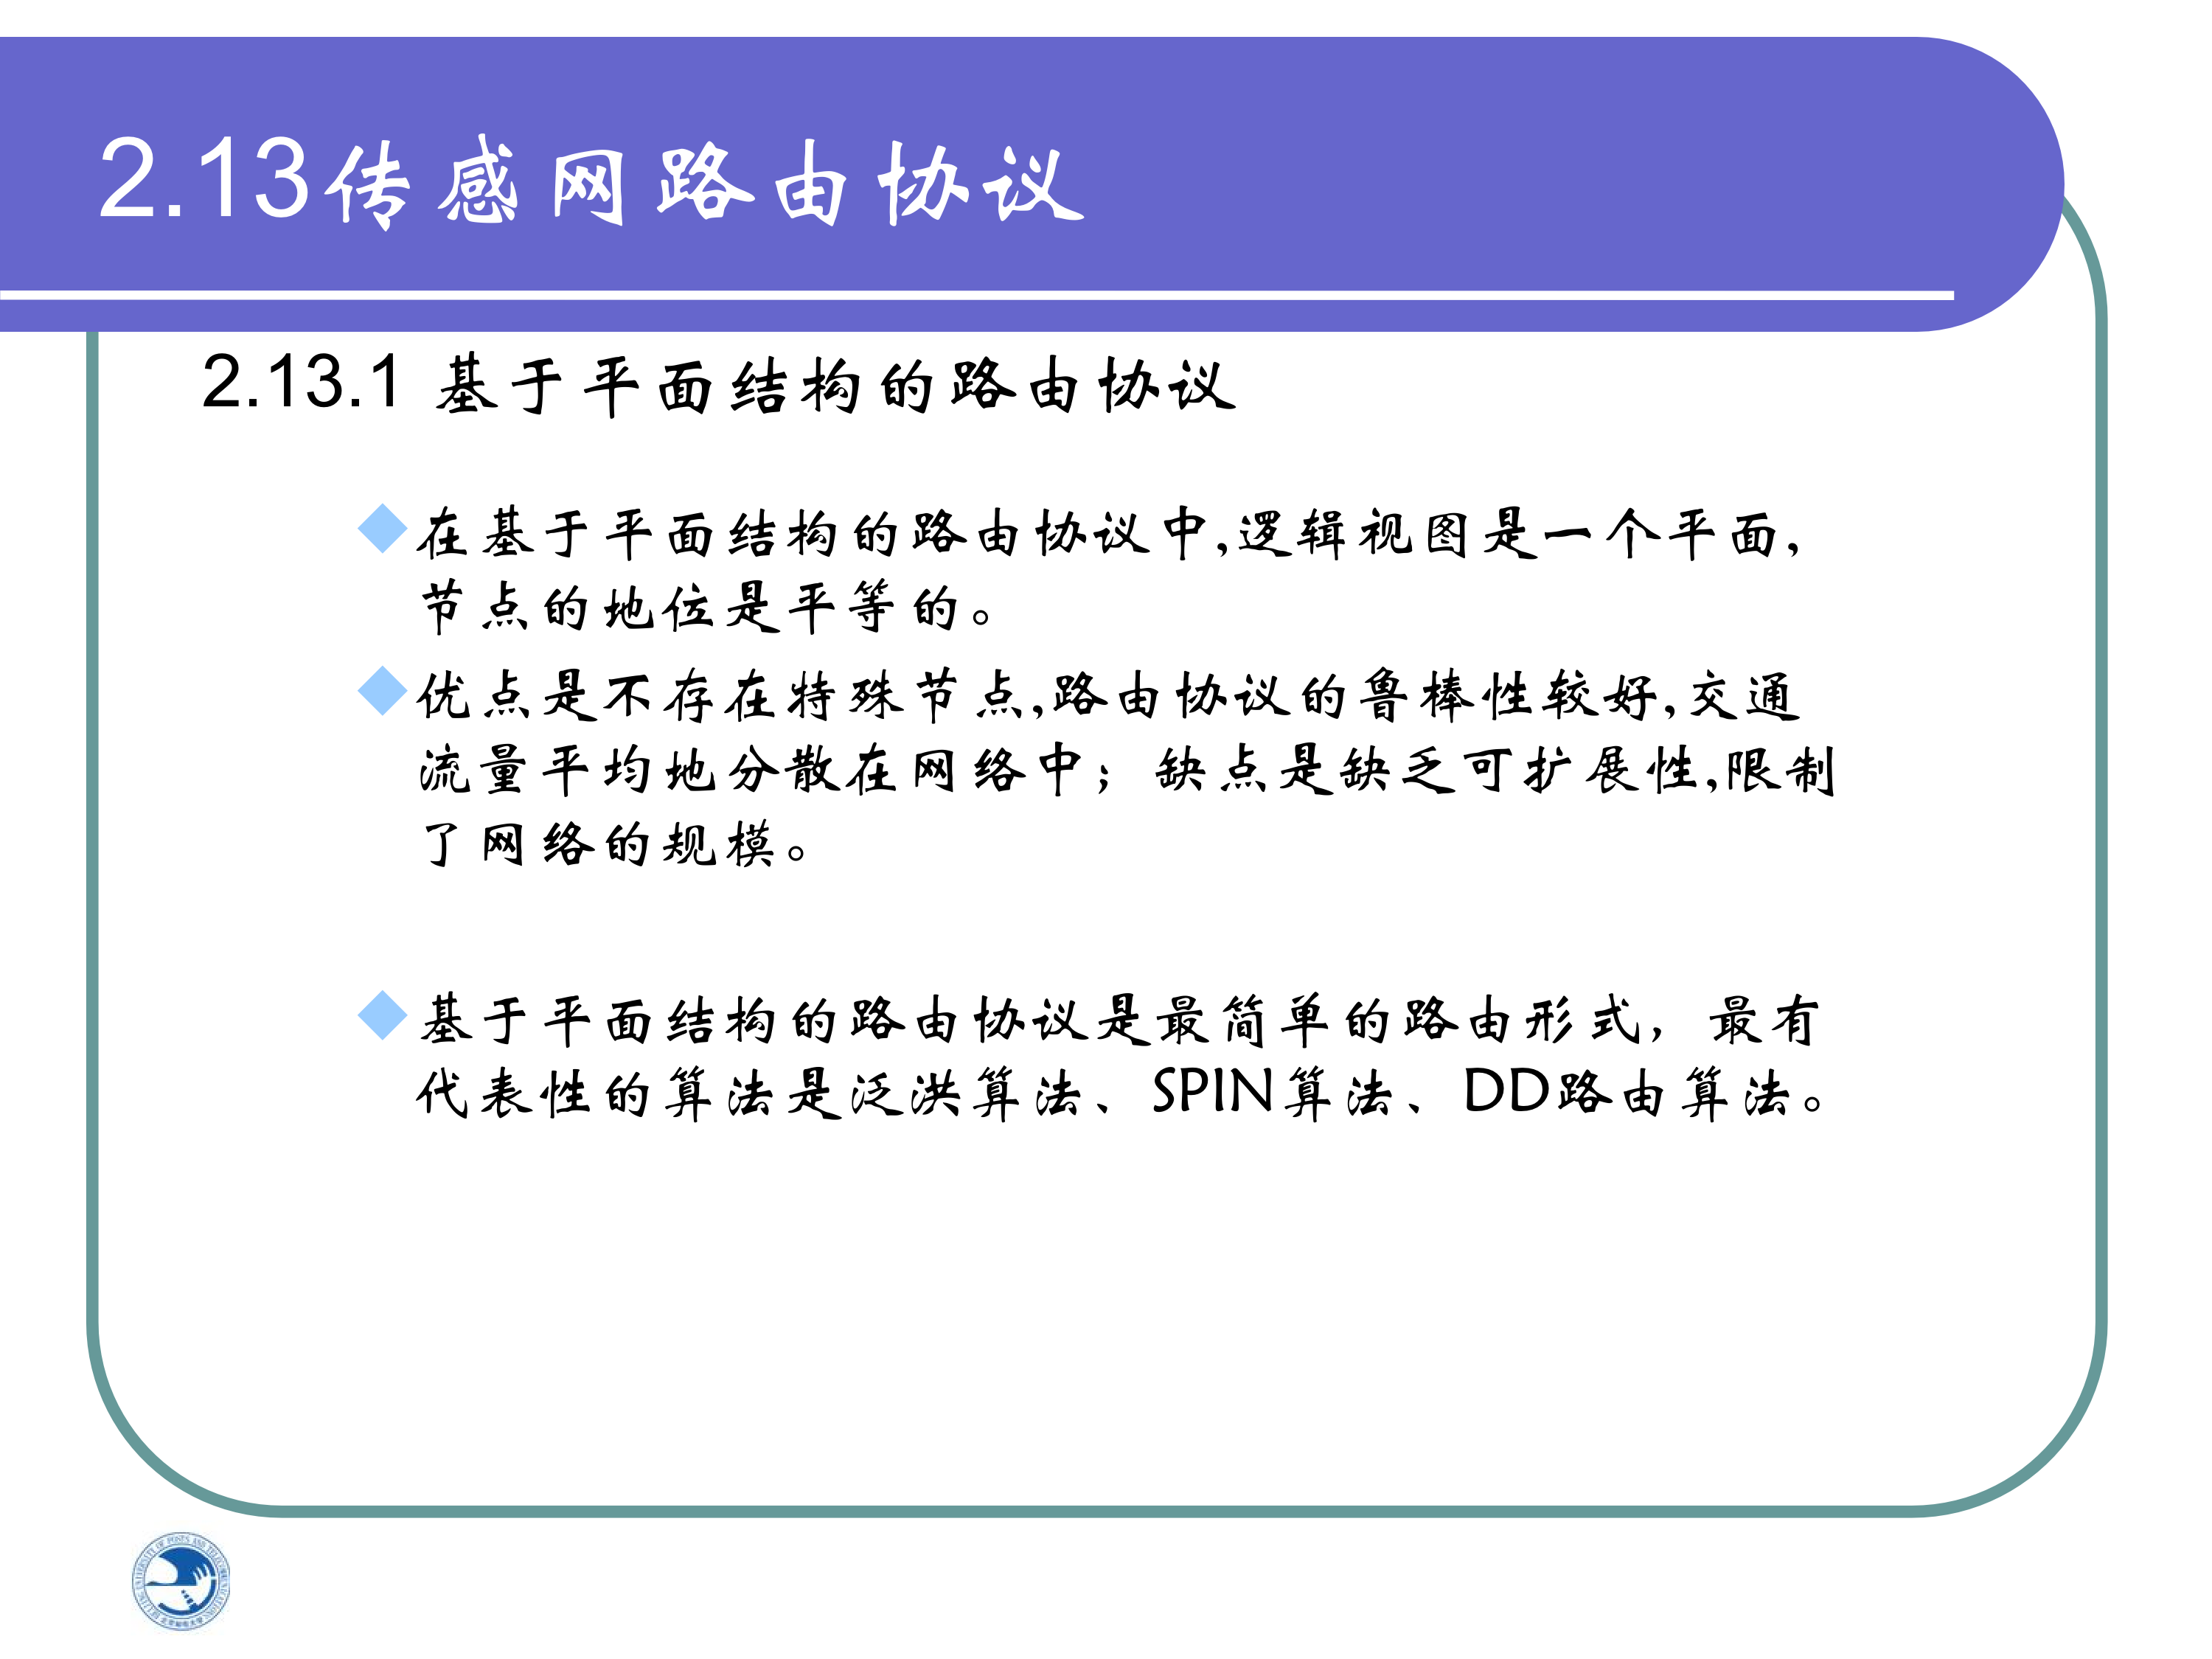 2.13传感网路由协议
2.13.1 基于平面结构的路由协议
在基于平面结构的路由协议中,逻辑视图是一个平面,
节点的地位是平等的。
优点是不存在特殊节点,路由协议的鲁棒性较好,交通
流量平均地分散在网络中；缺点是缺乏可扩展性,限制
了网络的规模。
基于平面结构的路由协议是最简单的路由形式，最有
代表性的算法是泛洪算法、SPIN算法、DD路由算法。